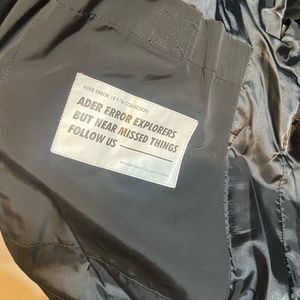 ADER ERROR 18 F/W COLLECTION
ADER ERROR EXPLORERS
BUT NEAR MISSED THINGS
FOLLOW US